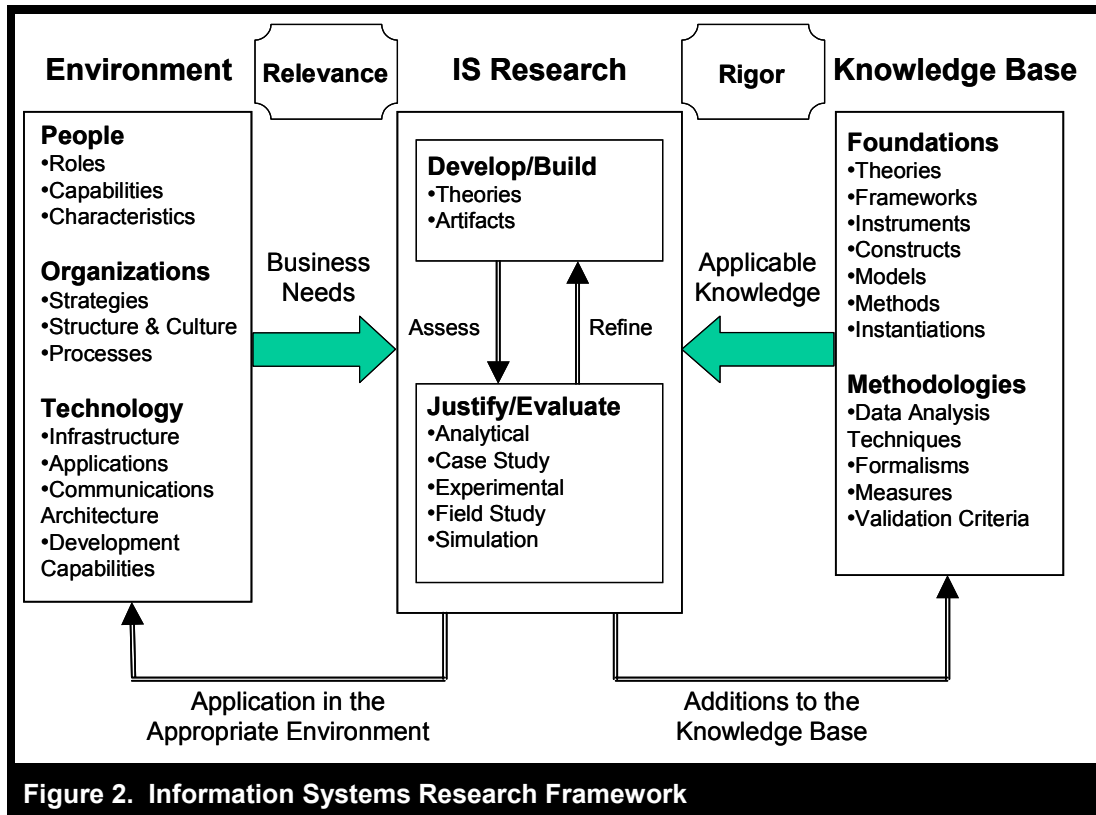 Environment
Relevance
IS Research
Rigor
Knowledge Base
People
•Roles
•Capabilities
•Characteristics
Organizations
•Strategies
•Structure & Culture
•Processes
Technology
•Infrastructure
•Applications
•Communications
Architecture
•Development
Capabilities
Business
Needs
Develop/Build
•Theories
•Artifacts
Assess
Refine
Justify/Evaluate
•Analytical
•Case Study
•Experimental
•Field Study
•Simulation
Applicable
Knowledge
Foundations
•Theories
•Frameworks
•Instruments
•Constructs
•Models
•Methods
•Instantiations
Methodologies
•Data Analysis
Techniques
•Formalisms
•Measures
•Validation Criteria
Application in the
Appropriate Environment
Additions to the
Knowledge Base
Figure 2. Information Systems Research Framework